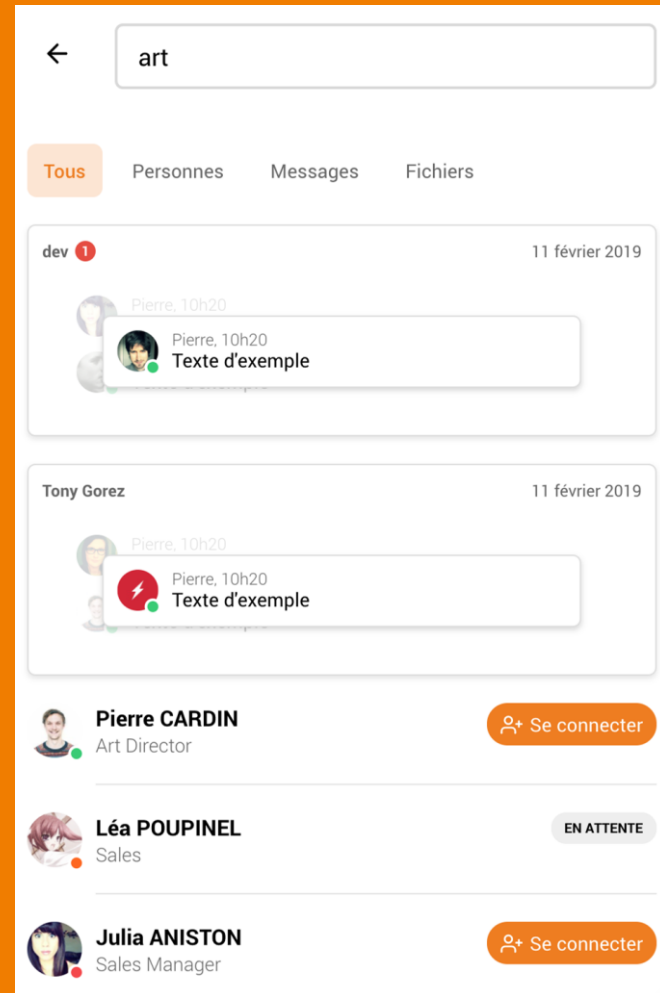 art
Tous Personnes Messages Fichiers
dev 1 11 février 2019
Pierre, 10h20
Pierre, 10h20
Texte d'exemple
Tony Gorez 11 février 2019
Pierre, 10h20
Pierre, 10h20
Texte d'exemple
Pierre CARDIN
Art Director
Se connecter
Léa POUPINEL
Sales
EN ATTENTE
Julia ANISTON
Sales Manager
Se connecter